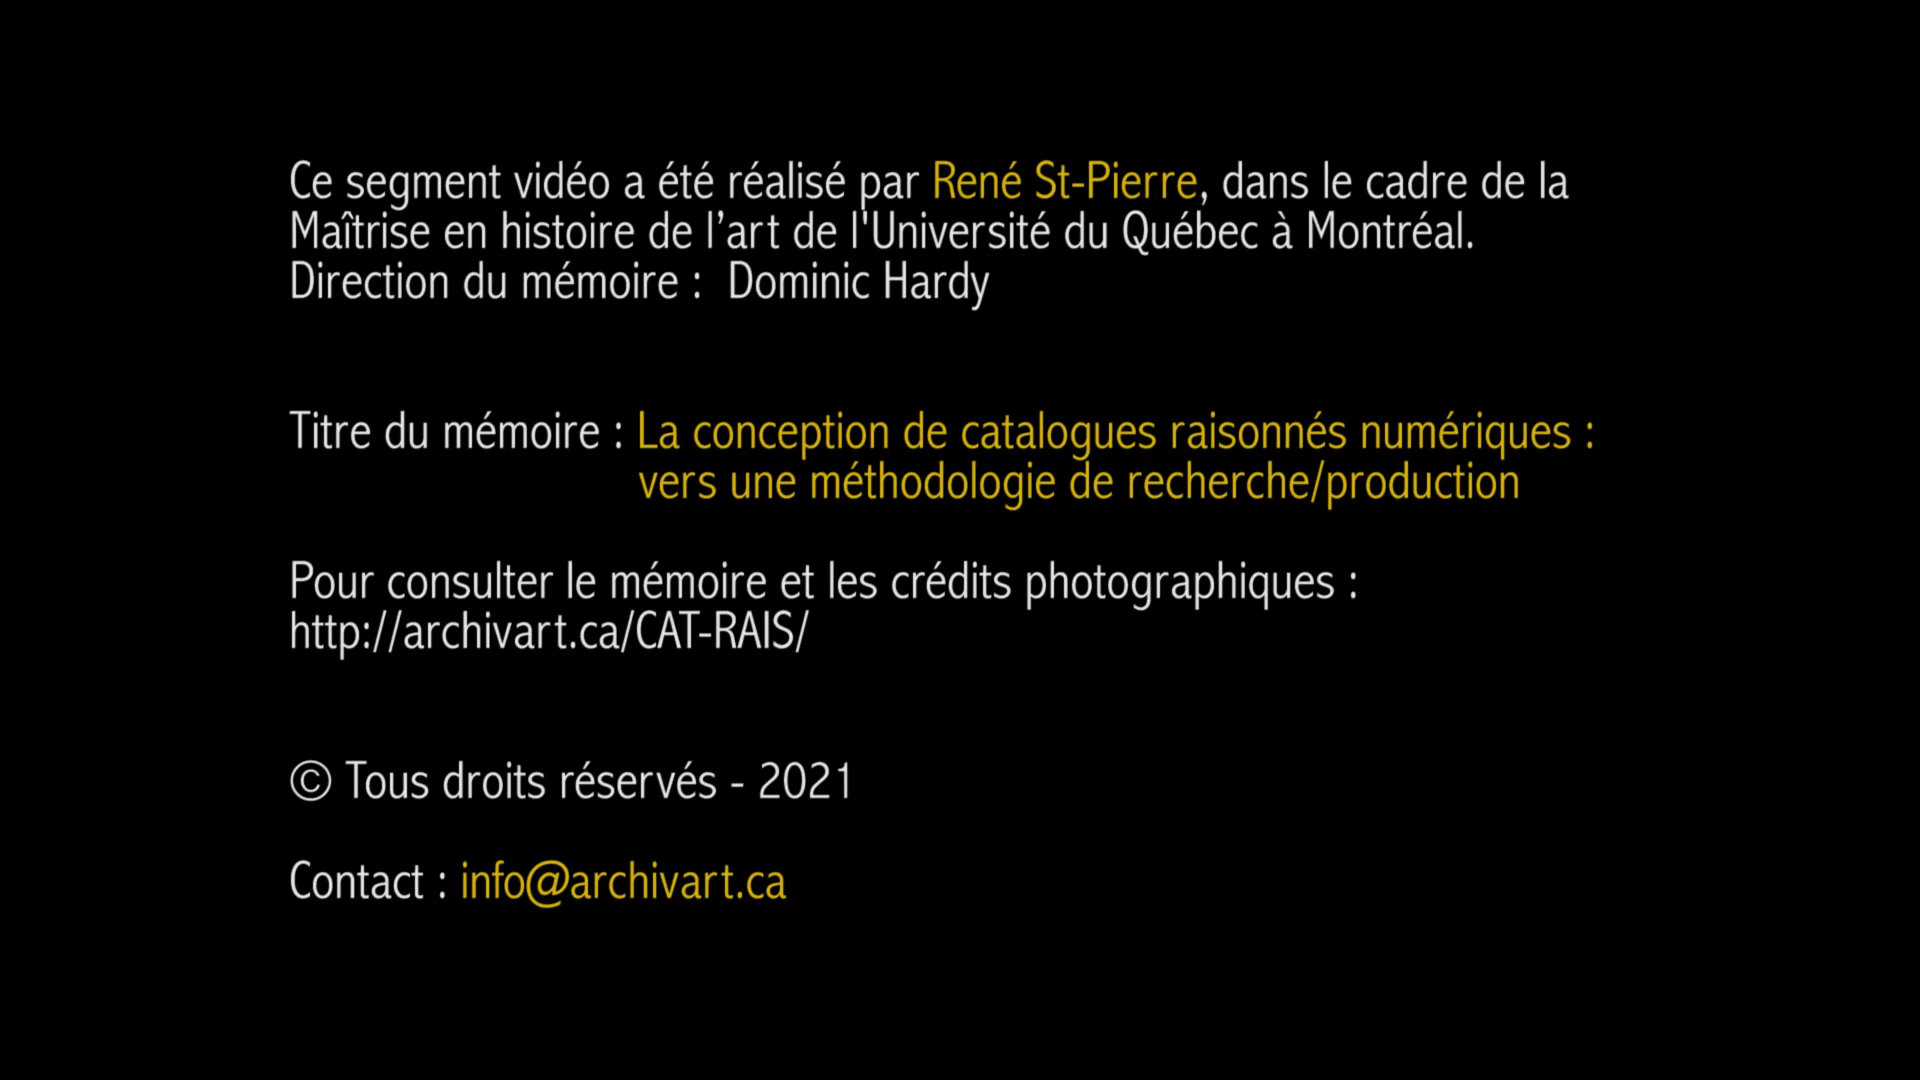 Ce segment vidéo a été réalisé par René St-Pierre, dans le cadre de la
Maîtrise en histoire de l’art de l'Université du Québec à Montréal.
Direction du mémoire :  Dominic Hardy
Titre du mémoire : La conception de catalogues raisonnés numériques :
vers une méthodologie de recherche/production
Pour consulter le mémoire et les crédits photographiques :
http://archivart.ca/CAT-RAIS/
© Tous droits réservés - 2021
Contact : info@archivart.ca